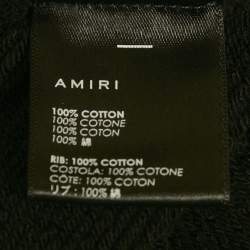 AMIRI
100% COTTON
100% COTONE
100% COTON
100% 綿
RIB: 100% COTTON
COSTOLA: 100% COTONE
CÔTE: 100% COTON
リブ: 100% 綿